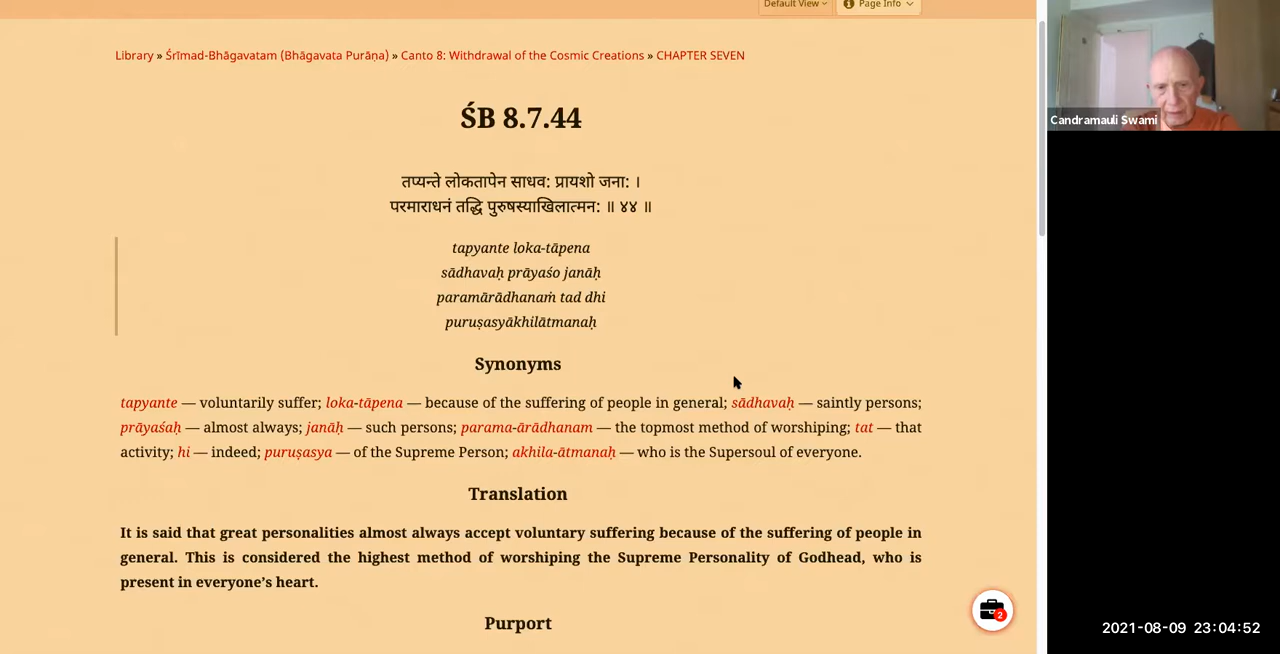 Default View
Page Info
Library » Śrīmad-Bhāgavatam (Bhāgavata Purāṇa) » Canto 8: Withdrawal of the Cosmic Creations » CHAPTER SEVEN
Candramauli Swami
ŚB 8.7.44
तप्यन्ते लोकतापेन साधव: प्रायशो जना: ।
परमाराधनं तद्धि पुरुषस्याखिलात्मन: ॥ ४४ ॥
tapyante loka-tāpena
sādhavaḥ prāyaśo janāḥ
paramārādhanaṁ tad dhi
puruṣasyākhilātmanaḥ
Synonyms
tapyante — voluntarily suffer; loka-tāpena — because of the suffering of people in general; sādhavaḥ — saintly persons;
prāyaśaḥ — almost always; janāḥ — such persons; parama-ārādhanam — the topmost method of worshiping; tat — that
activity; hi — indeed; puruṣasya — of the Supreme Person; akhila-ātmanaḥ — who is the Supersoul of everyone.
Translation
It is said that great personalities almost always accept voluntary suffering because of the suffering of people in
general. This is considered the highest method of worshiping the Supreme Personality of Godhead, who is
present in everyone’s heart.
Purport
2
2021-08-09 23:04:52